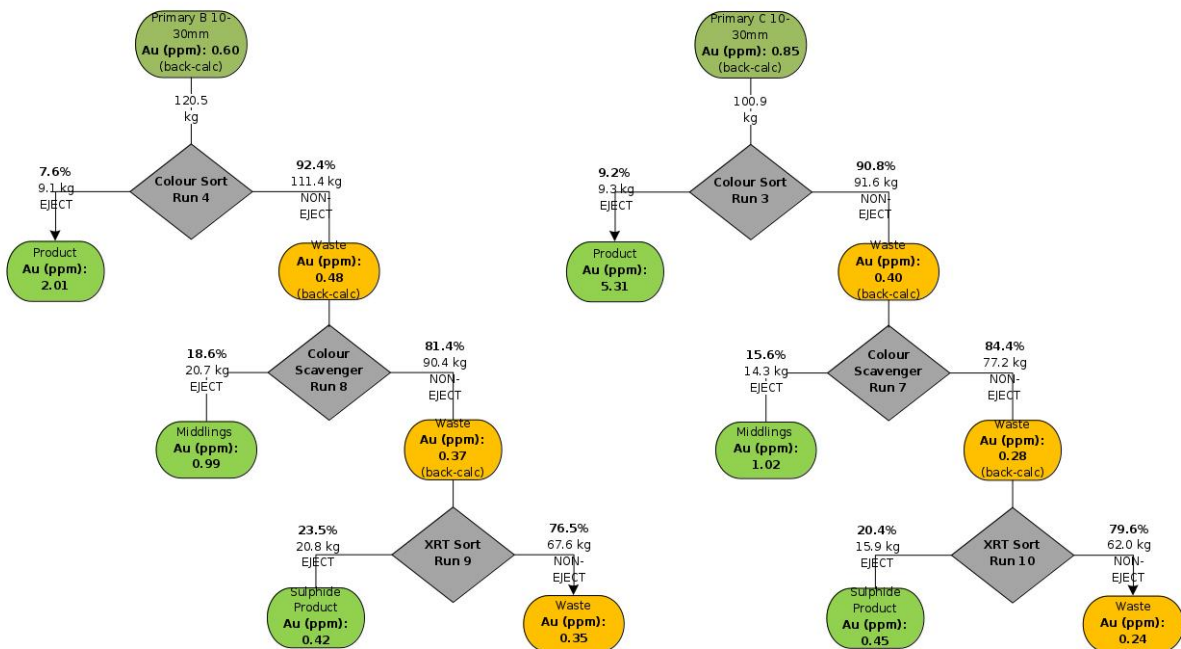 Primary B 10-
30mm
Au (ppm): 0.60
(back-calc)
120.5
kg
Colour Sort
Run 4
7.6%
9.1 kg
EJECT
92.4%
111.4 kg
NON-
EJECT
Product
Au (ppm):
2.01
Waste
Au (ppm):
0.48
(back-calc)
Colour
Scavenger
Run 8
18.6%
20.7 kg
EJECT
81.4%
90.4 kg
NON-
EJECT
Middlings
Au (ppm):
0.99
Waste
Au (ppm):
0.37
(back-calc)
XRT Sort
Run 9
23.5%
20.8 kg
EJECT
76.5%
67.6 kg
NON-
EJECT
Sulphide
Product
Au (ppm):
0.42
Waste
Au (ppm):
0.35
Primary C 10-
30mm
Au (ppm): 0.85
(back-calc)
100.9
kg
Colour Sort
Run 3
9.2%
9.3 kg
EJECT
90.8%
91.6 kg
NON-
EJECT
Product
Au (ppm):
5.31
Waste
Au (ppm):
0.40
(back-calc)
Colour
Scavenger
Run 7
15.6%
14.3 kg
EJECT
84.4%
77.2 kg
NON-
EJECT
Middlings
Au (ppm):
1.02
Waste
Au (ppm):
0.28
(back-calc)
XRT Sort
Run 10
20.4%
15.9 kg
EJECT
79.6%
62.0 kg
NON-
EJECT
Sulphide
Product
Au (ppm):
0.45
Waste
Au (ppm):
0.24